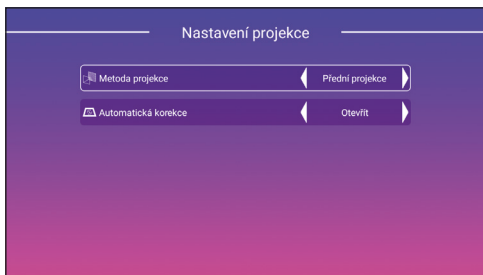 Nastavení projekce
Metoda projekce Přední projekce
Automatická korekce Otevřít